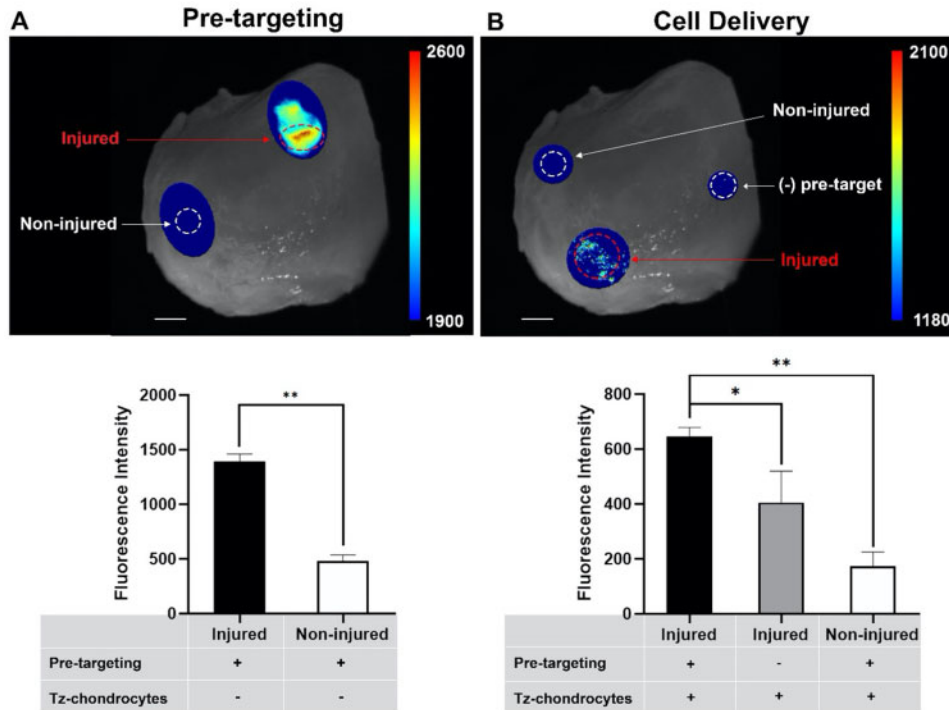 A Pre-targeting
2600
Injured
Non-injured
1900
B Cell Delivery
2100
Non-injured
(-) pre-target
Injured
1180
Fluorescence Intensity
2000
1500
1000
500
0
**
Injured Non-injured
Pre-targeting + +
Tz-chondrocytes - -
Fluorescence Intensity
800
600
400
200
0
**
*
Injured Injured Non-injured
Pre-targeting + - +
Tz-chondrocytes + + +